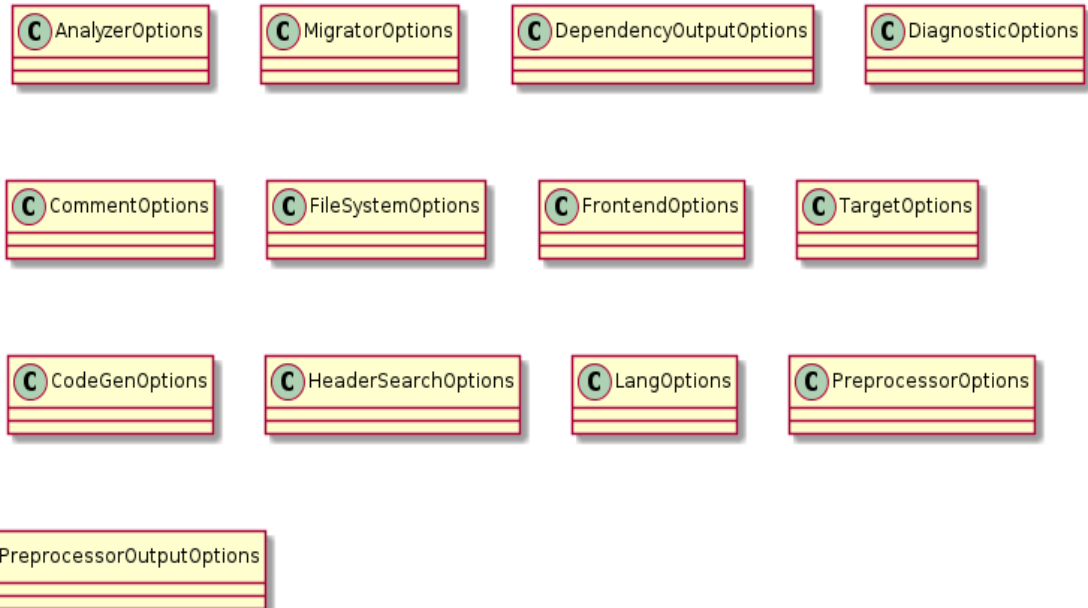 C AnalyzerOptions
C MigratorOptions
C DependencyOutputOptions
C DiagnosticOptions
C CommentOptions
C FileSystemOptions
C FrontendOptions
C TargetOptions
C CodeGenOptions
C HeaderSearchOptions
C LangOptions
C PreprocessorOptions
PreprocessorOutputOptions